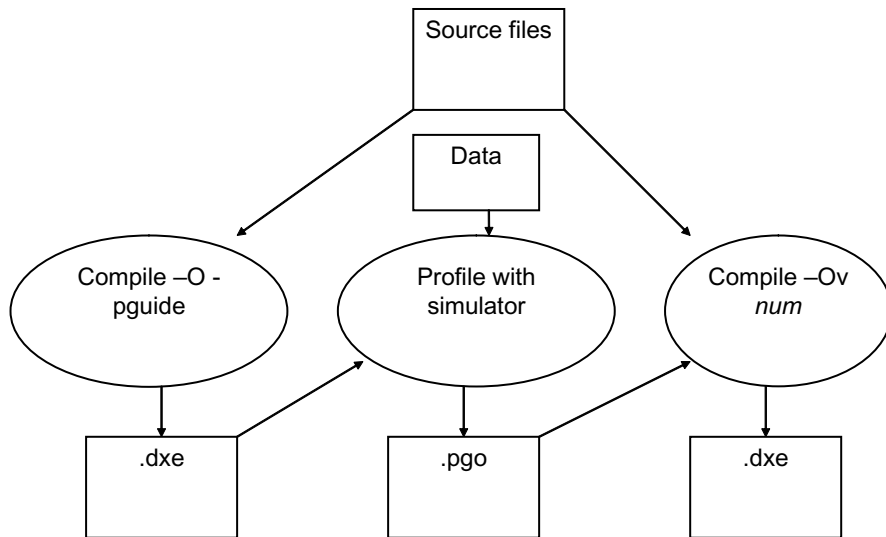 Source files
Data
Compile –O -
pguide
Profile with
simulator
Compile –Ov
num
.dxe
.pgo
.dxe